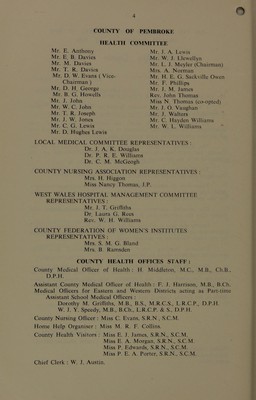 4
COUNTY OF PEMBROKE
HEALTH COMMITTEE
Mr. E. Anthony
Mr. E. B. Davies
Mr. M. Davies
Mr. T. R. Davies
Mr. D. W. Evans (Vice-Chairman)
Mr. D. H. George
Mr. B. G. Howells
Mr. J. John
Mr. W. C. John
Mr. T. B. Joseph
Mr. J. W. Jones
Mr. C. G. Lewis
Mr. D. Hughes Lewis
Mr. J. A. Lewis
Mr. W. J. Llewellyn
Mr. J. J. Morley (Chairman)
Mrs. A. Norman
Mr. H. E. G. Sackville Owen
Mr. F. Phillips
Mr. J. M. James
Rev. John Thomas
Miss N. Thomas (co-opted)
Mr. J. O. Vaughan
Mr. J. Walters
Mr. C. Hayden Williams
Mr. W. L. Williams
LOCAL MEDICAL COMMITTEE REPRESENTATIVES :
Dr. J. A. K. Douglas
Dr. P. B. E. Williams
Dr. C. M. McGeogh
COUNTY NURSING ASSOCIATION REPRESENTATIVES :
Mrs. H. Higgon
Miss Nancy Thomas, J.P.
WEST WALES HOSPITAL MANAGEMENT COMMITTEE
REPRESENTATIVES :
Mr. J. T. Griffiths
Dr. Laura G. Ross
Rev. W. H. Williams
COUNTY FEDERATION OF WOMEN'S INSTITUTES
REPRESENTATIVES :
Mrs. S. M. G. Bland
Mrs. B. Ramsden
COUNTY HEALTH OFFICES STAFF :
County Medical Officer of Health : H. Middleton, M.C., M.B., Ch.B.,
D.P.H.
Assistant County Medical Officer of Health : F. J. Harrison, M.B., B.Ch.
Medical Officers for Eastern and Western Districts acting as Part-time
Assistant School Medical Officers :
Dorothy M. Griffiths, M.B., B.S., M.R.C.S., L.R.C.P., D.P.H.
W. J. Y. Speedy, M.B., B.Ch., L.R.C.P. & S., D.P.H.
County Nursing Officer : Miss C. Evans, S.R.N., S.C.M.
Home Help Organiser : Miss M. R. F. Collins.
County Health Visitors : Miss E. J. James, S.R.N., S.C.M.
Miss E. A. Morgan, S.R.N., S.C.M.
Miss P. Edwards, S.R.N., S.C.M.
Miss P. E. A. Porter, S.R.N., S.C.M.
Chief Clerk : W. J. Austin.